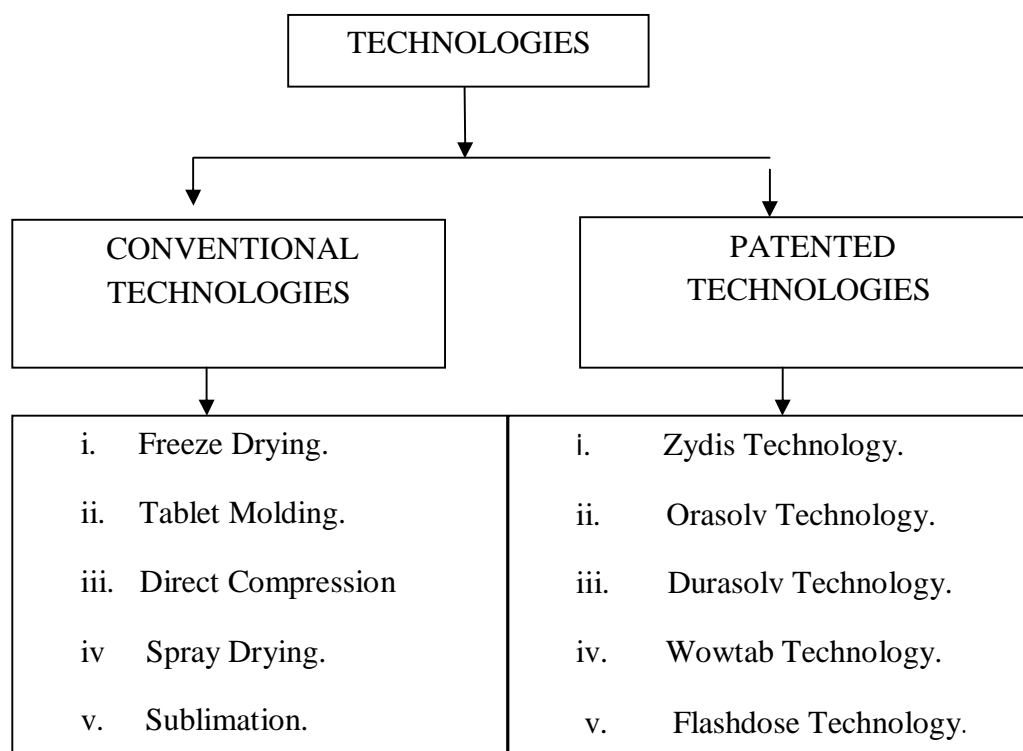 TECHNOLOGIES
CONVENTIONAL
TECHNOLOGIES
PATENTED
TECHNOLOGIES
i. Freeze Drying.
ii. Tablet Molding.
iii. Direct Compression
iv Spray Drying.
v. Sublimation.
i. Zydis Technology.
ii. Orasolv Technology.
iii. Durasolv Technology.
iv. Wowtab Technology.
v. Flashdose Technology.